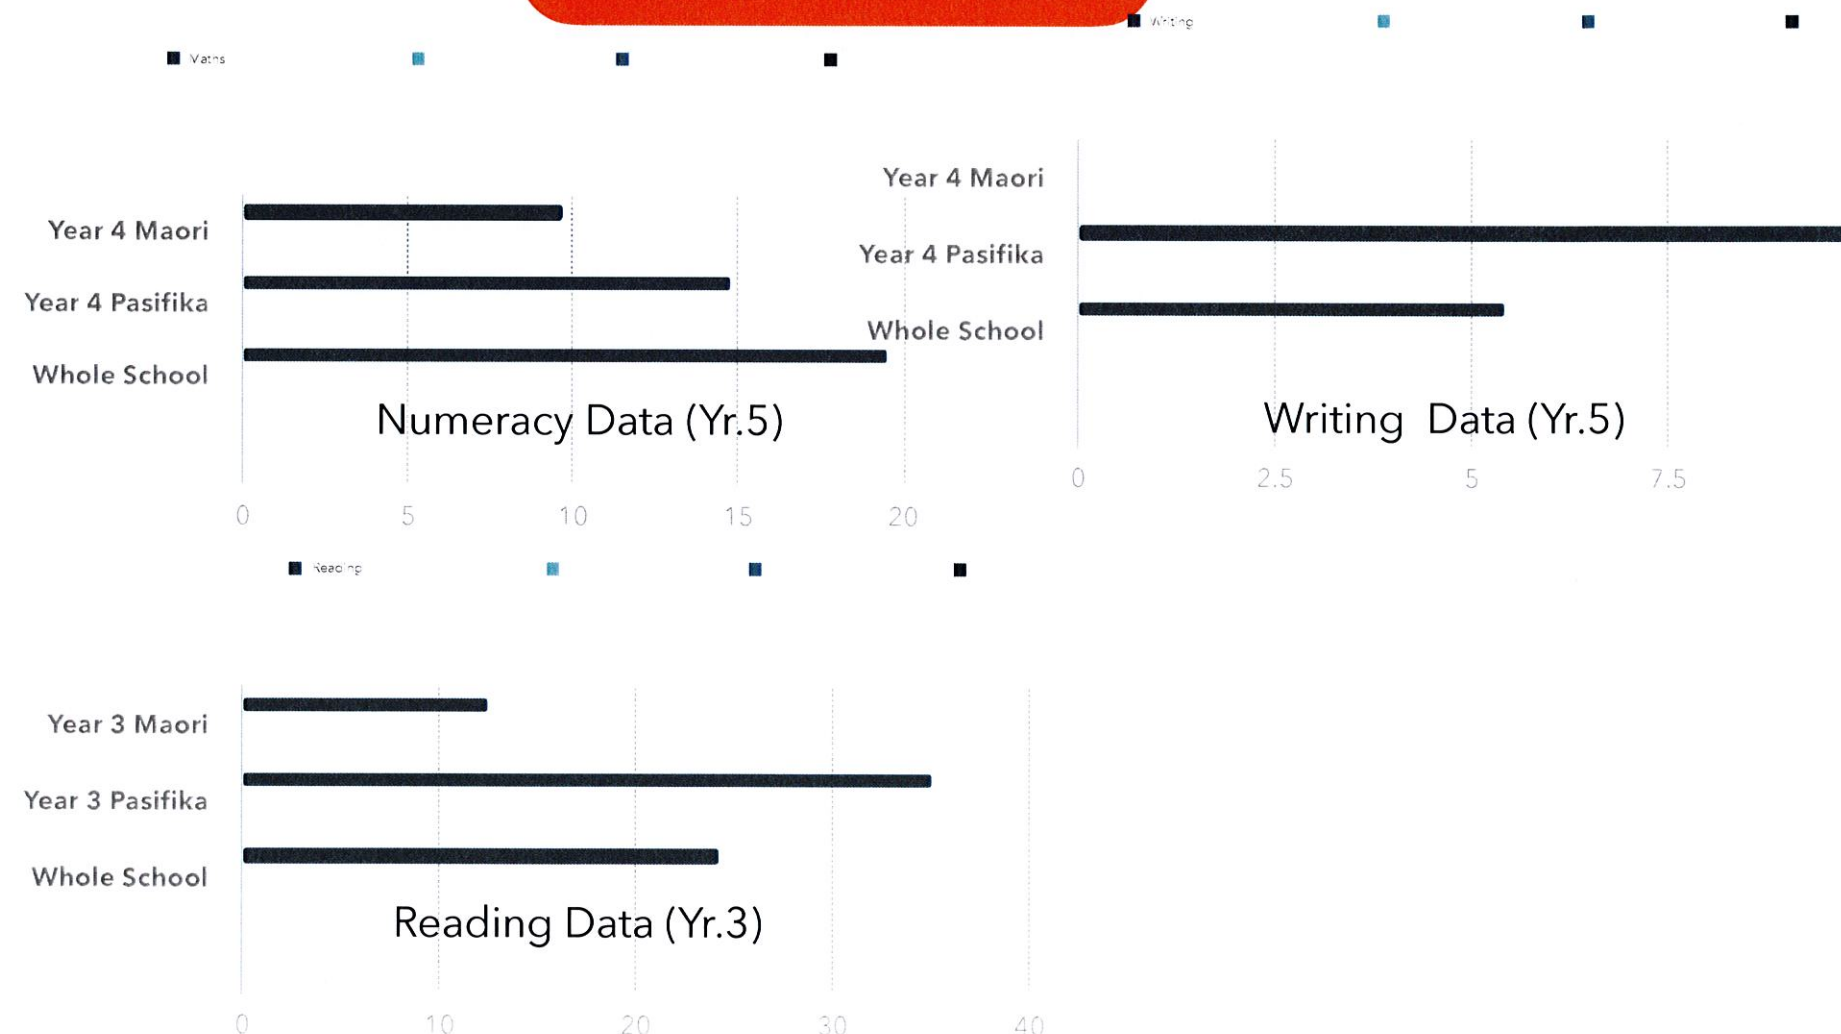 Writing
Maths
Year 4 Maori
Year 4 Pasifika
Whole School
Numeracy Data (Yr.5)
0 5 10 15 20
Year 4 Maori
Year 4 Pasifika
Whole School
Writing Data (Yr.5)
0 2.5 5 7.5
Reading
Year 3 Maori
Year 3 Pasifika
Whole School
Reading Data (Yr.3)
0 10 20 30 40